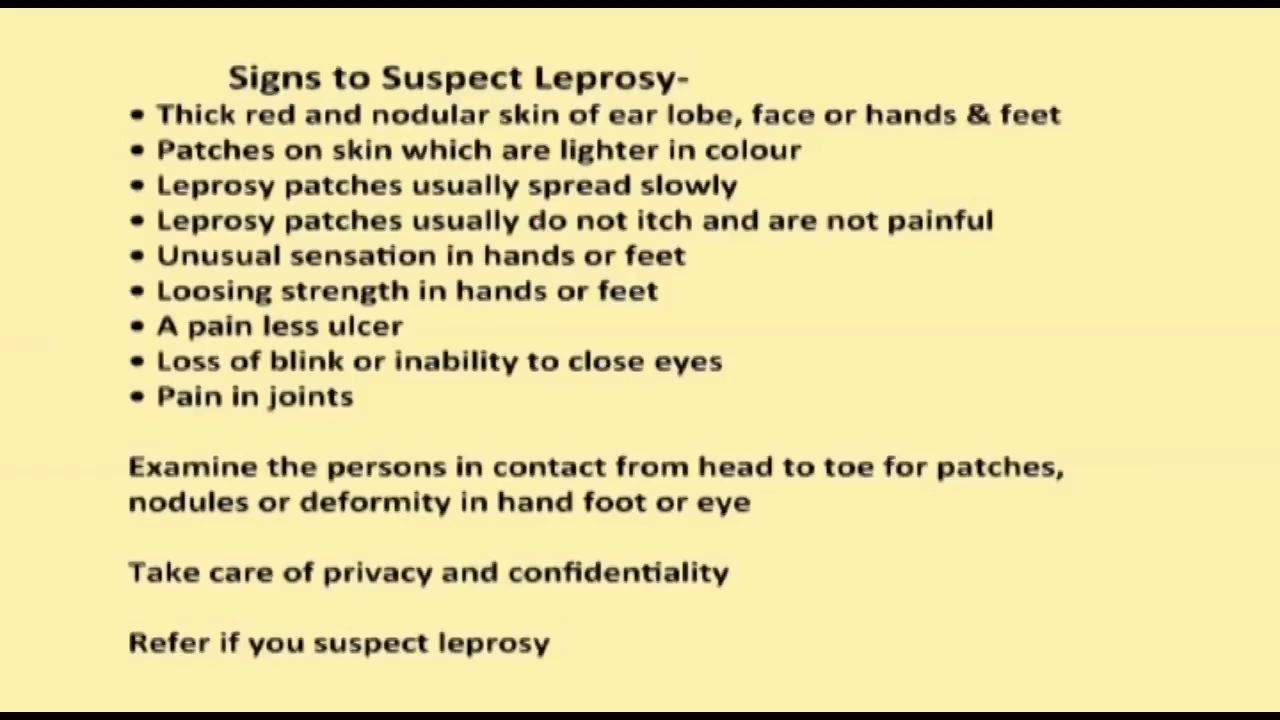 Signs to Suspect Leprosy-
• Thick red and nodular skin of ear lobe, face or hands & feet
• Patches on skin which are lighter in colour
• Leprosy patches usually spread slowly
• Leprosy patches usually do not itch and are not painful
• Unusual sensation in hands or feet
• Loosing strength in hands or feet
• A pain less ulcer
• Loss of blink or inability to close eyes
• Pain in joints
Examine the persons in contact from head to toe for patches,
nodules or deformity in hand foot or eye
Take care of privacy and confidentiality
Refer if you suspect leprosy